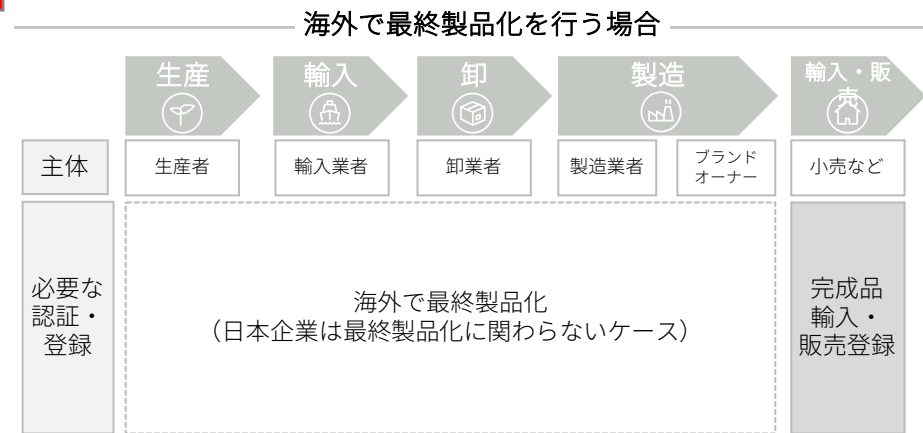 海外で最終製品化を行う場合
生産
輸入
卸
製造
輸入・販
売
主体
生産者
輸入業者
卸業者
製造業者
ブランド
オーナー
小売など
必要な
認証・
登録
海外で最終製品化
（日本企業は最終製品化に関わらないケース）
完成品
輸入・
販売登録